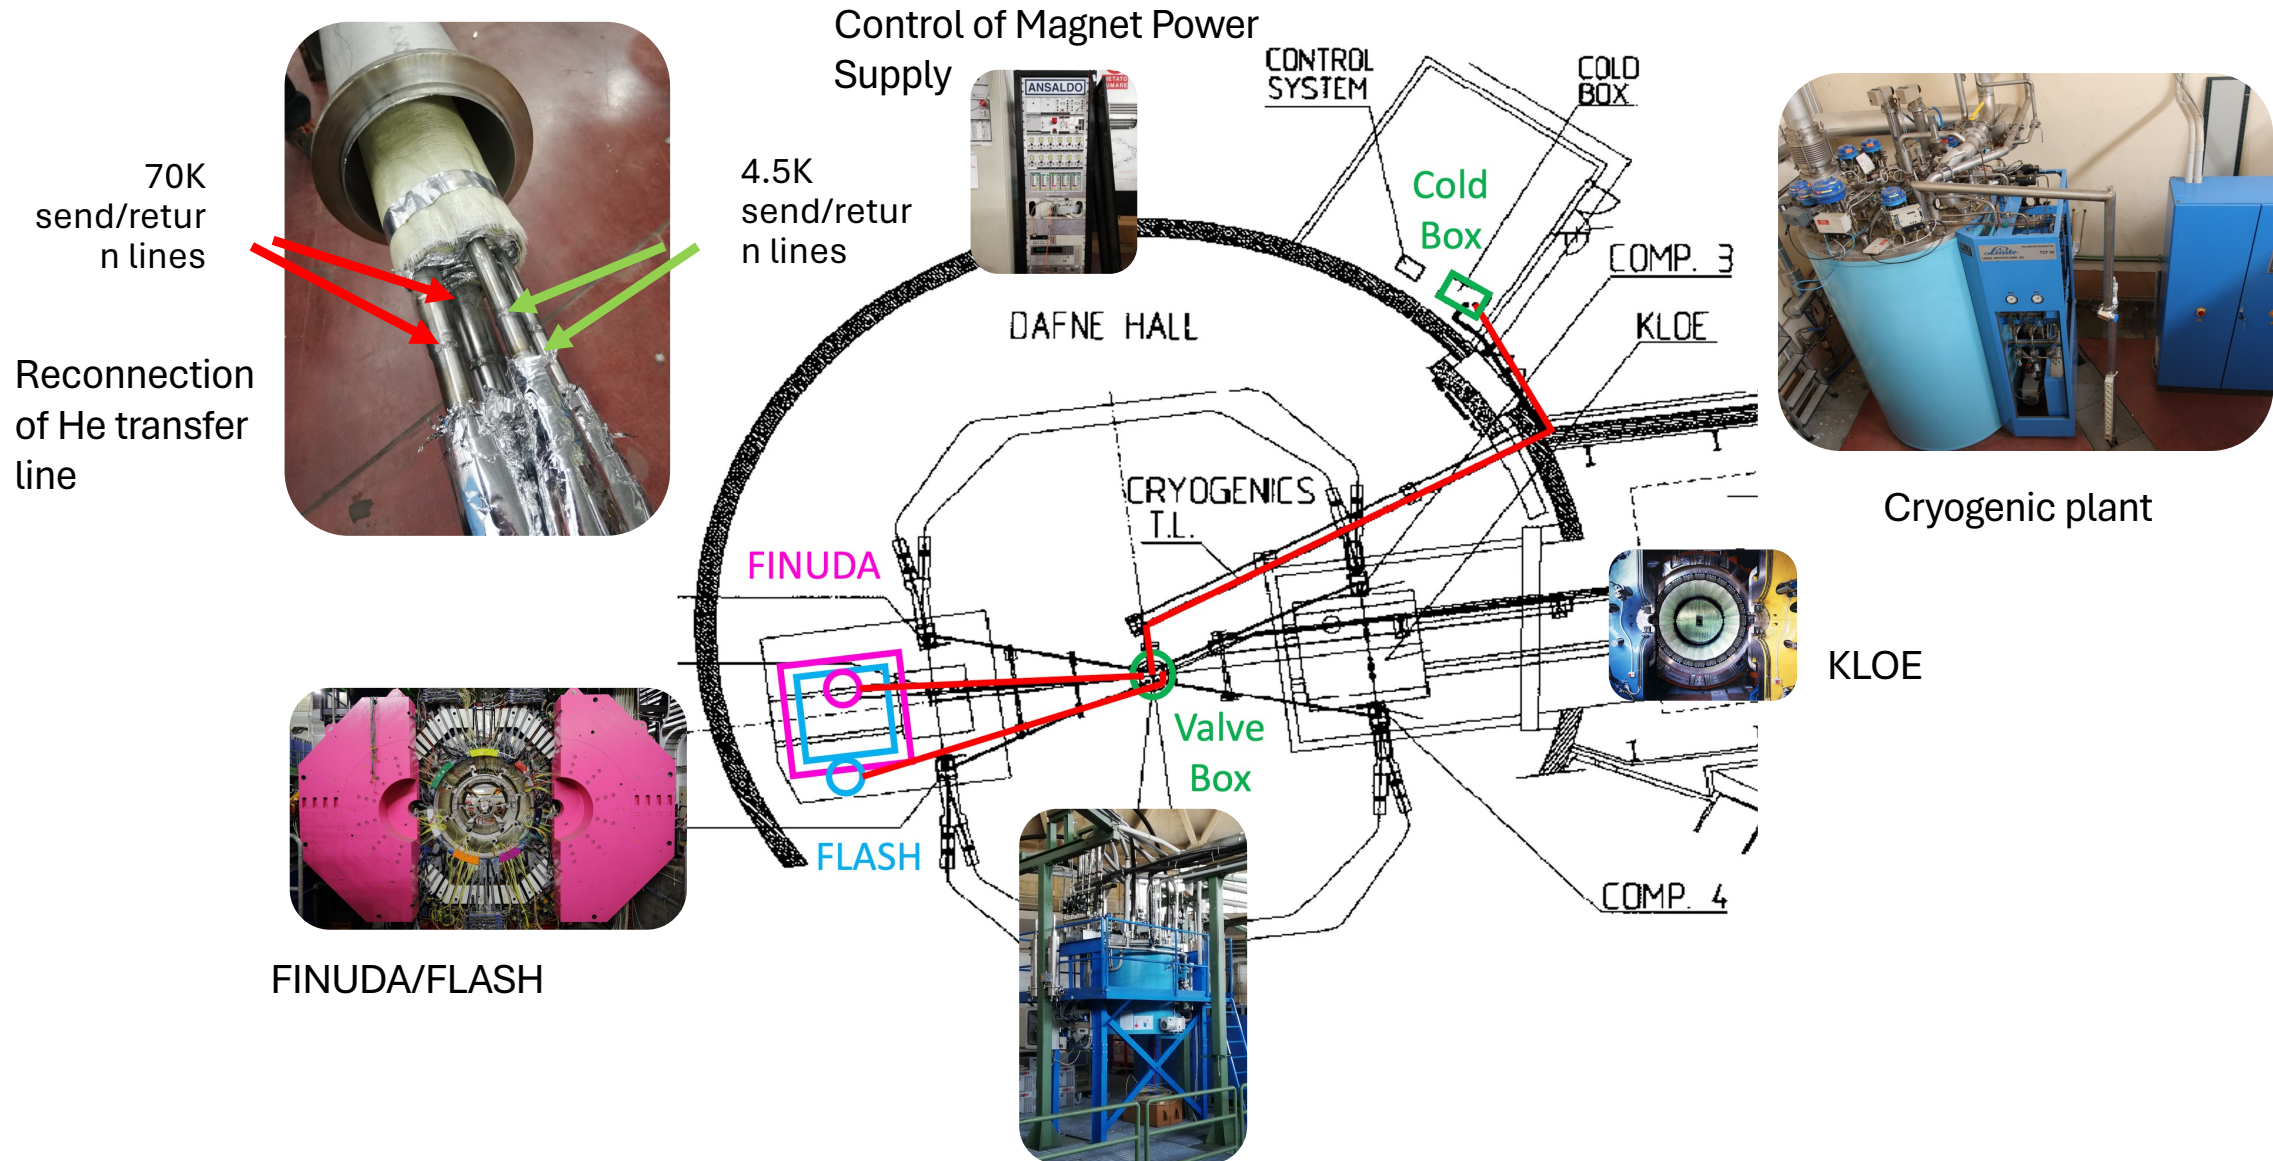 Control of Magnet Power
Supply
ANSALDO
CONTROL
SYSTEM
COLD
BOX
70K
send/retur
n lines
4.5K
send/retur
n lines
Cold
Box
COMP. 3
KLOE
DAFNE HALL
Linde
Reconnection
of He transfer
line
CRYOGENICS
T.L.
Cryogenic plant
FINUDA
KLOE
Valve
Box
FLASH
COMP. 4
FINUDA/FLASH